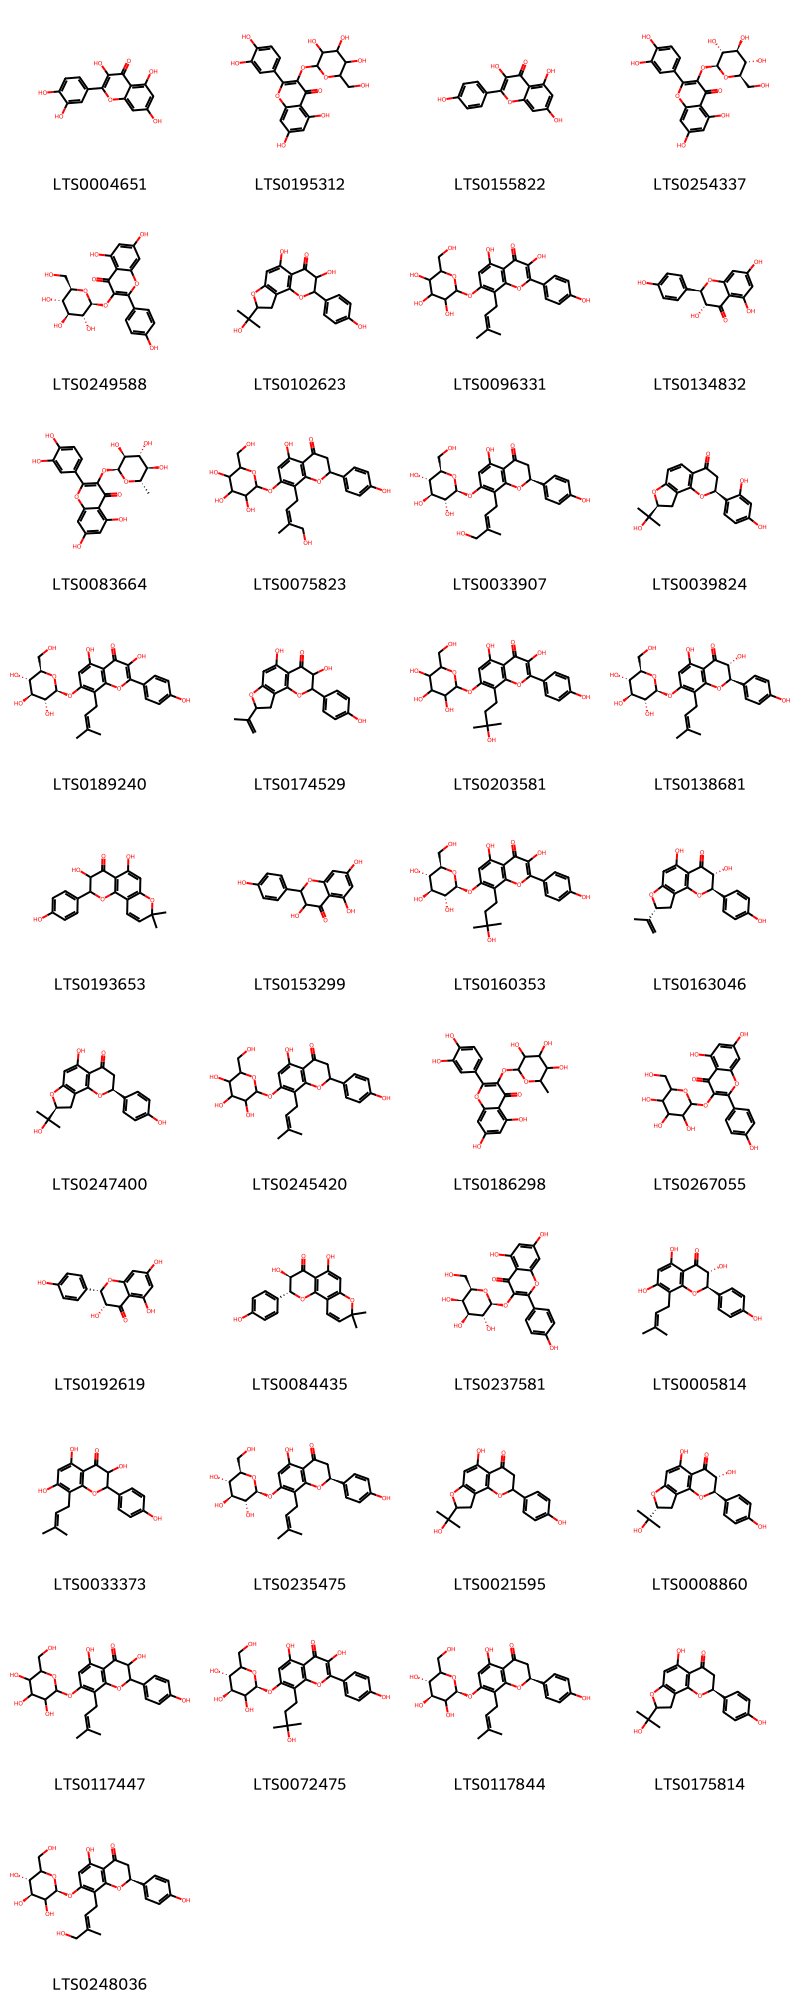 LTS0004651 LTS0195312 LTS0155822 LTS0254337
LTS0249588 LTS0102623 LTS0096331 LTS0134832
LTS0083664 LTS0075823 LTS0033907 LTS0039824
LTS0189240 LTS0174529 LTS0203581 LTS0138681
LTS0193653 LTS0153299 LTS0160353 LTS0163046
LTS0247400 LTS0245420 LTS0186298 LTS0267055
LTS0192619 LTS0084435 LTS0237581 LTS0005814
LTS0033373 LTS0235475 LTS0021595 LTS0008860
LTS0117447 LTS0072475 LTS0117844 LTS0175814
LTS0248036